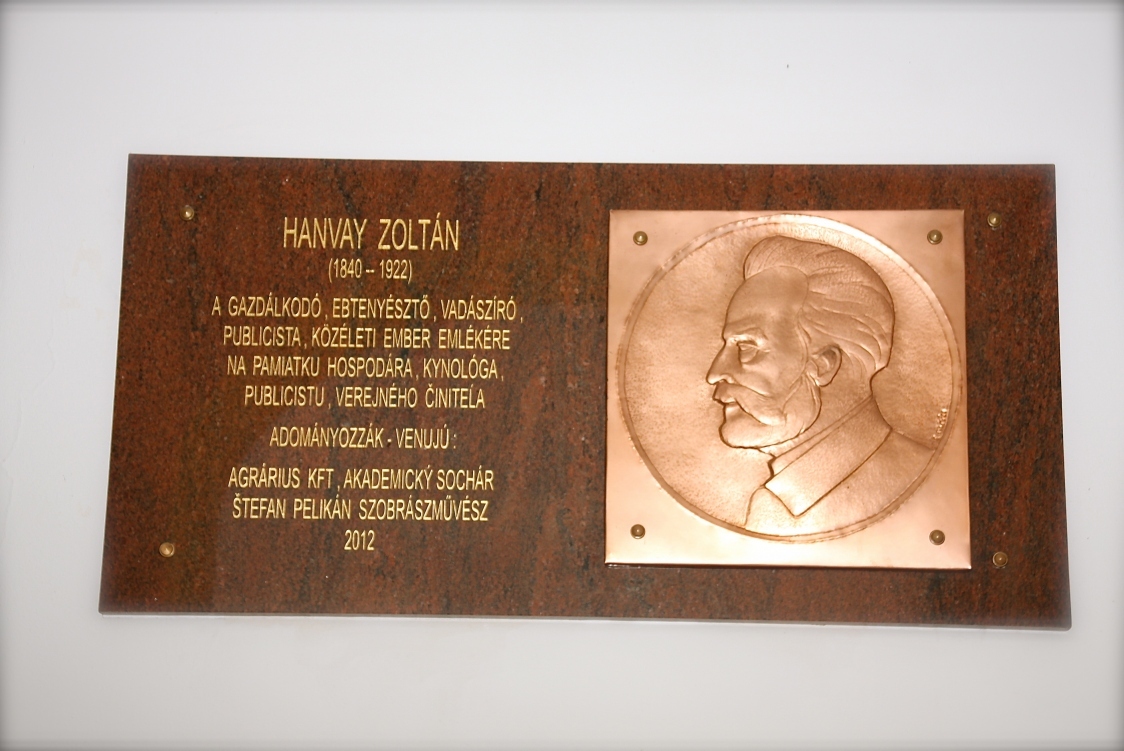 HANVAY ZOLTÁN
(1840 -- 1922)
A GAZDÁLKODÓ, EBTENYÉSZTŐ, VADÁSZÍRÓ,
PUBLICISTA, KÖZÉLETI EMBER EMLÉKÉRE
NA PAMIATKU HOSPODÁRA, KYNOLÓGA,
PUBLICISTU, VEREJNÉHO ČINITEĹA
ADOMÁNYOZZÁK - VENUJÚ :
AGRÁRIUS KFT, AKADEMICKÝ SOCHÁR
ŠTEFAN PELIKÁN SZOBRÁSZMŰVÉSZ
2012